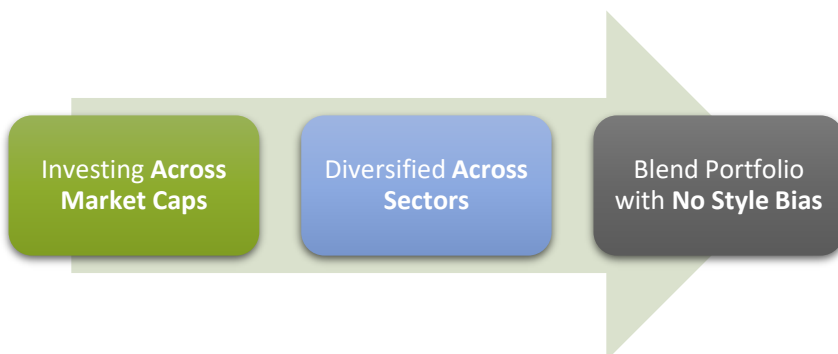 Investing Across
Market Caps
Diversified Across
Sectors
Blend Portfolio
with No Style Bias